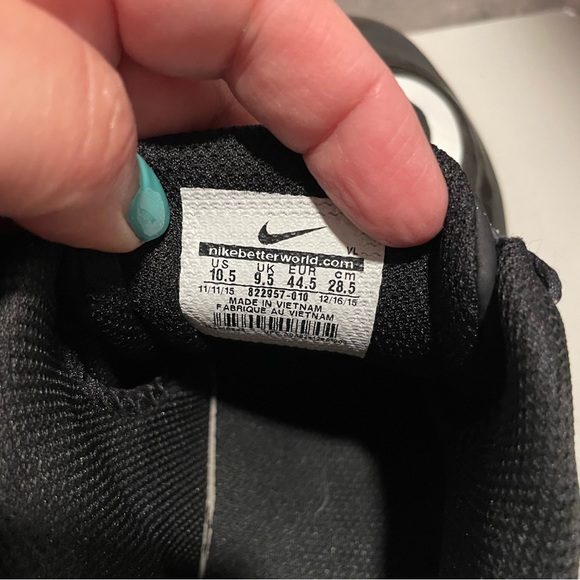 VL
nikebetterworld.com
US UK EUR cm
10.5 9.5 44.5 28.5
11/11/15 822957-010 12/16/15
MADE IN VIETNAM
FABRIQUE AU VIETNAM